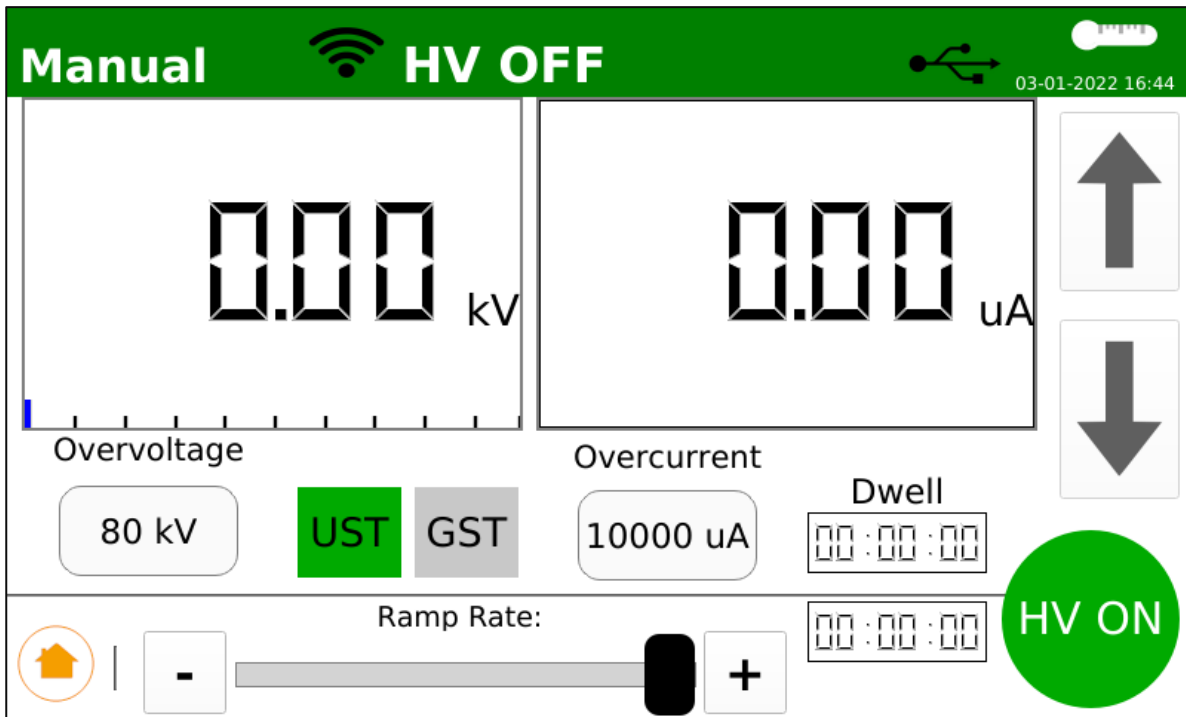 Manual HV OFF
03-01-2022 16:44
0.00 kV
0.00 uA
Overvoltage
Overcurrent
80 kV
UST
GST
10000 uA
Dwell
00:00:00
Ramp Rate:
00:00:00
HV ON
-
+